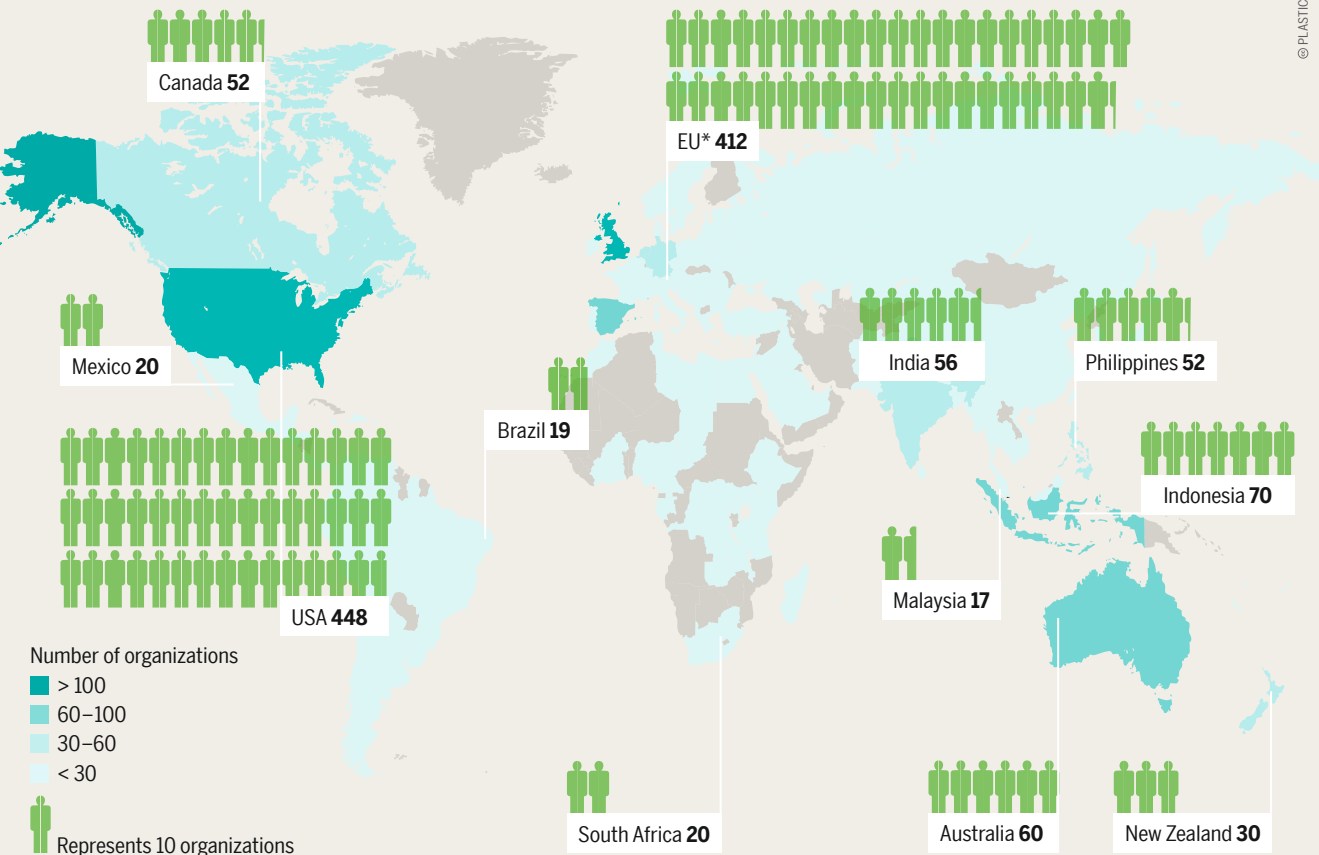 © PLASTIC
Canada 52
EU* 412
Mexico 20
India 56
Philippines 52
Brazil 19
Indonesia 70
Malaysia 17
USA 448
Number of organizations
> 100
60–100
30–60
< 30
Represents 10 organizations
South Africa 20
Australia 60
New Zealand 30